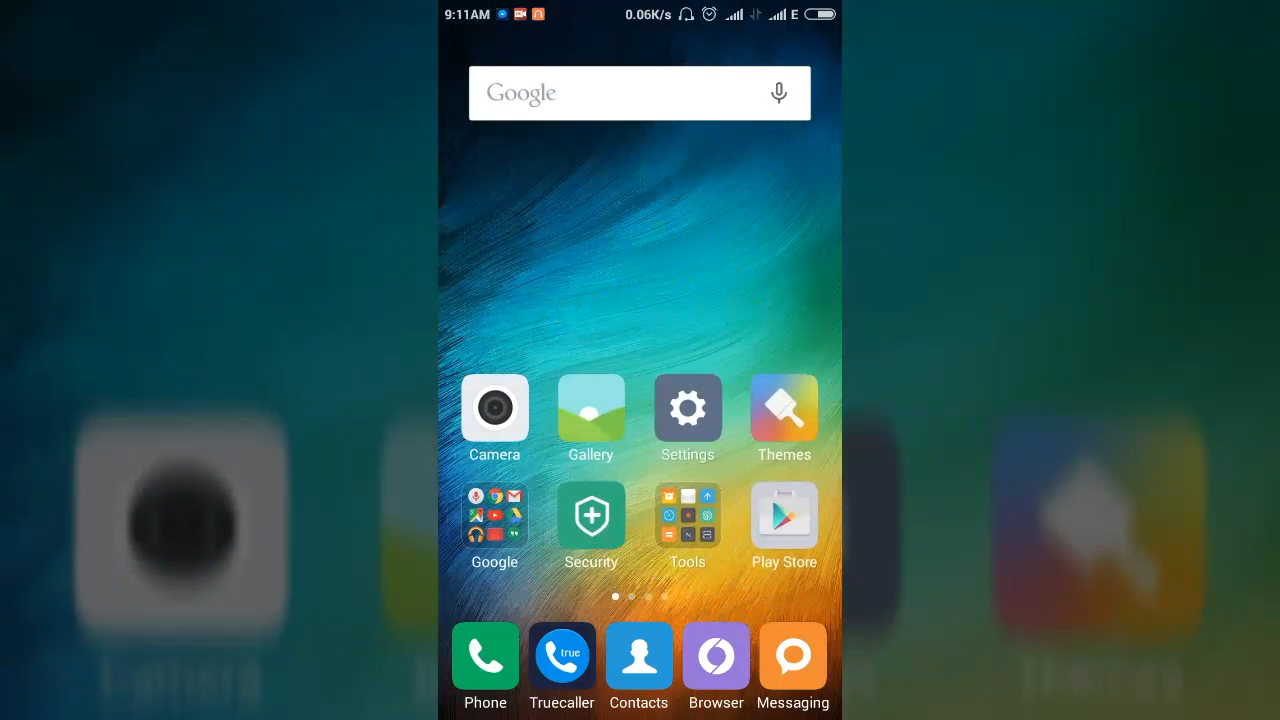 9:11AM 0.06K/s E
Google
Camera Gallery Settings Themes
Google Security Tools Play Store
true
Phone Truecaller Contacts Browser Messaging